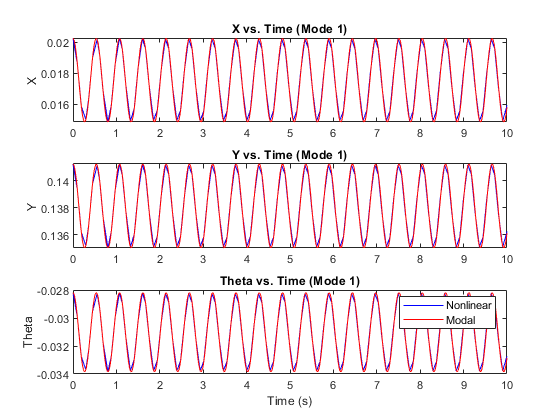 X vs. Time (Mode 1)
0.02
0.018
0.016
X
0 1 2 3 4 5 6 7 8 9 10
Y vs. Time (Mode 1)
0.14
0.138
0.136
Y
0 1 2 3 4 5 6 7 8 9 10
Theta vs. Time (Mode 1)
-0.028
-0.03
-0.032
-0.034
Theta
Nonlinear
Modal
0 1 2 3 4 5 6 7 8 9 10
Time (s)